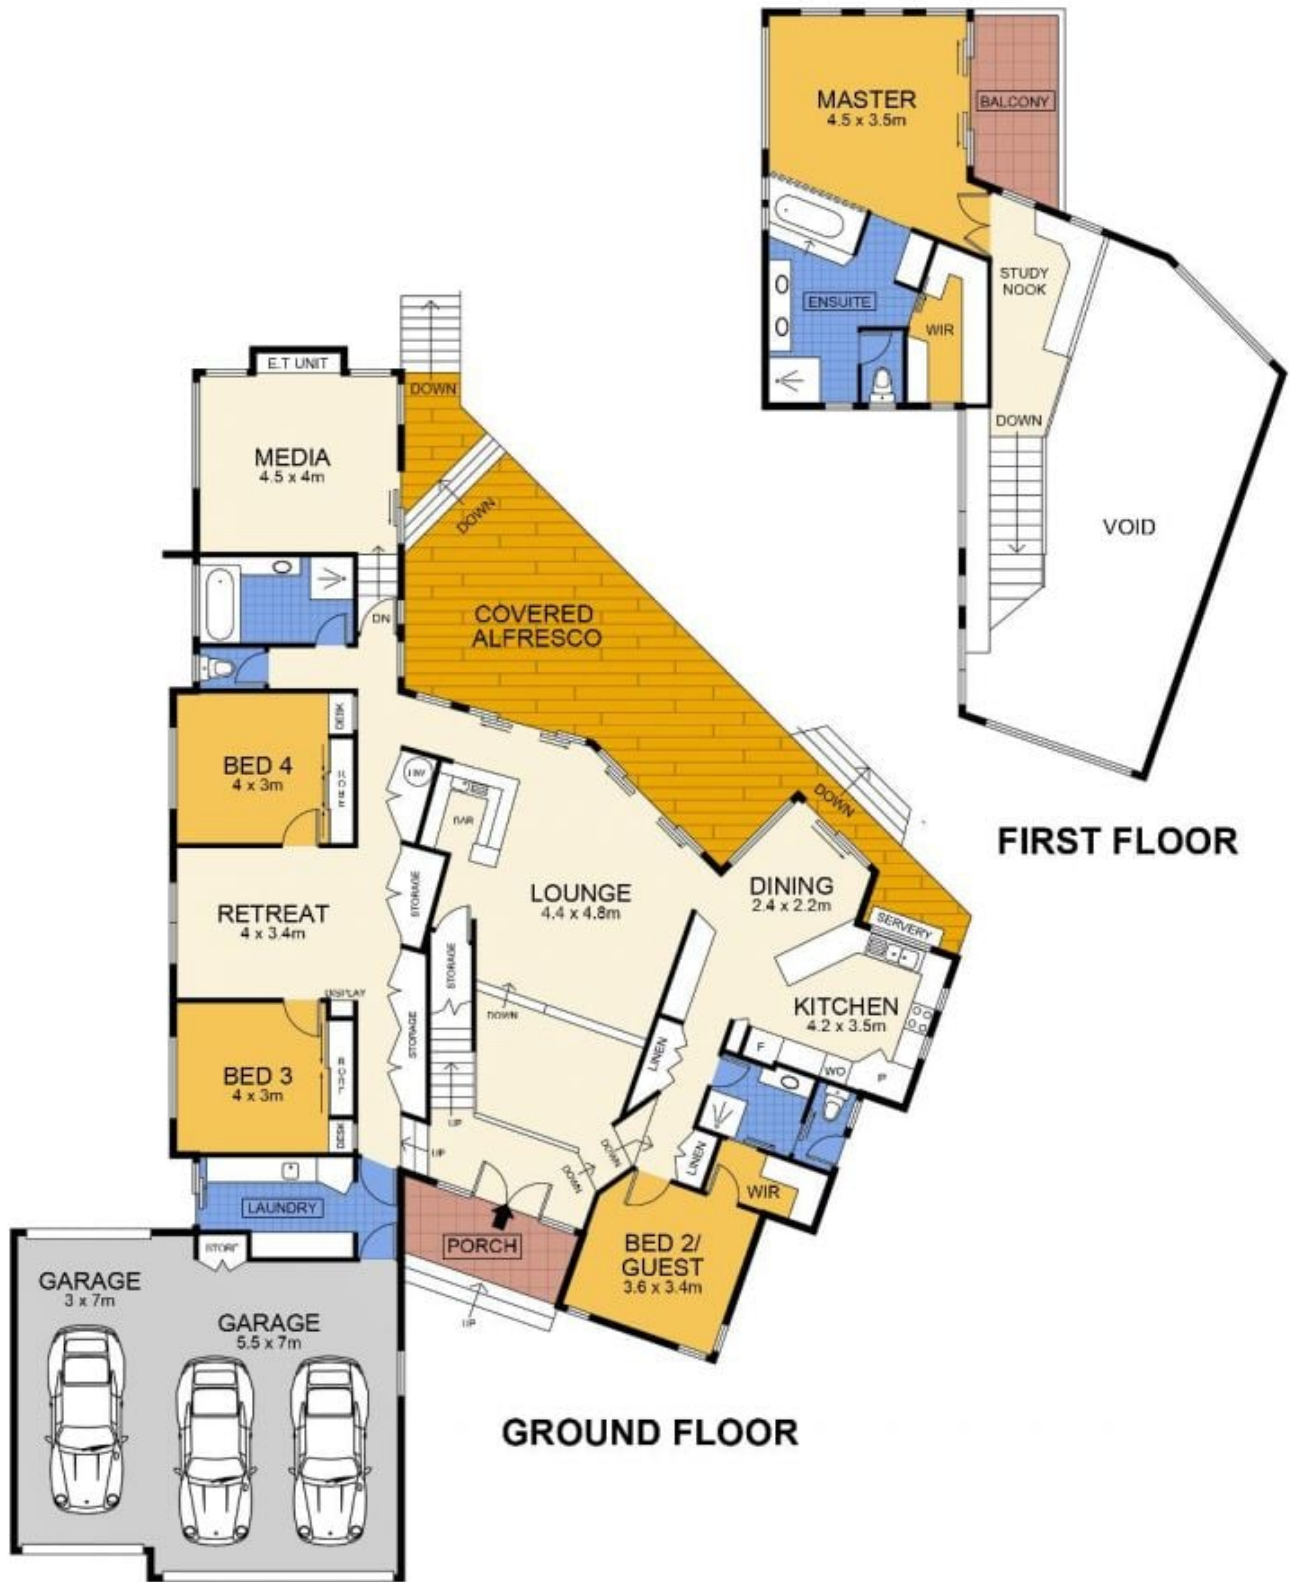 MASTER
4.5 x 3.5m
BALCONY
ENSUITE
WIR
STUDY
NOOK
DOWN
VOID
FIRST FLOOR
E.T UNIT
MEDIA
4.5 x 4m
DOWN
DOWN
DN
COVERED
ALFRESCO
DOWN
DESK
BED 4
4 x 3m
ROBE
BAR
STORAGE
RETREAT
4 x 3.4m
LOUNGE
4.4 x 4.8m
DINING
2.4 x 2.2m
SERVERY
STORAGE
DISPLAY
DOWN
KITCHEN
4.2 x 3.5m
STORAGE
LINEN
F
WO
P
BED 3
4 x 3m
DESK
UP
UP
DOWN
DOWN
LINEN
WIR
LAUNDRY
STORE
PORCH
UP
BED 2/
GUEST
3.6 x 3.4m
GARAGE
3 x 7m
GARAGE
5.5 x 7m
GROUND FLOOR